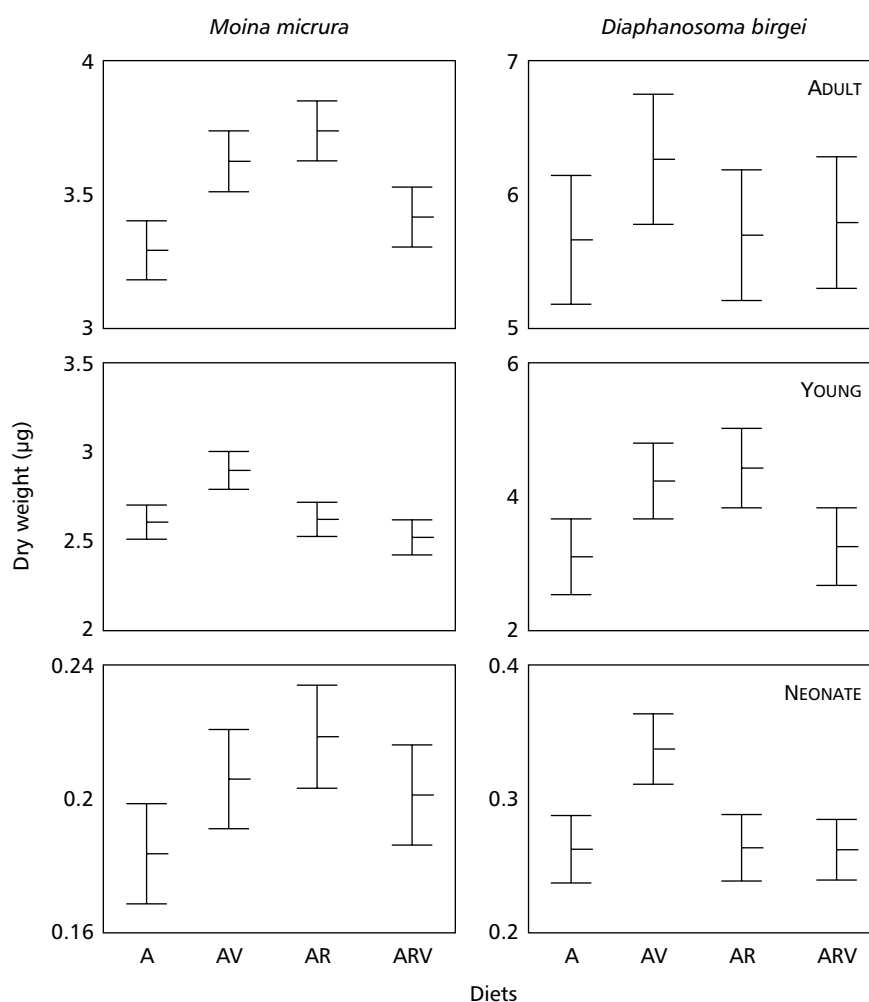 Moina micrura
Diaphanosoma birgei
4
3.5
3
7
6
5
ADULT
3.5
3
2.5
2
6
4
2
YOUNG
Dry weight (µg)
0.24
0.2
0.16
0.4
0.3
0.2
NEONATE
A AV AR ARV
A AV AR ARV
Diets